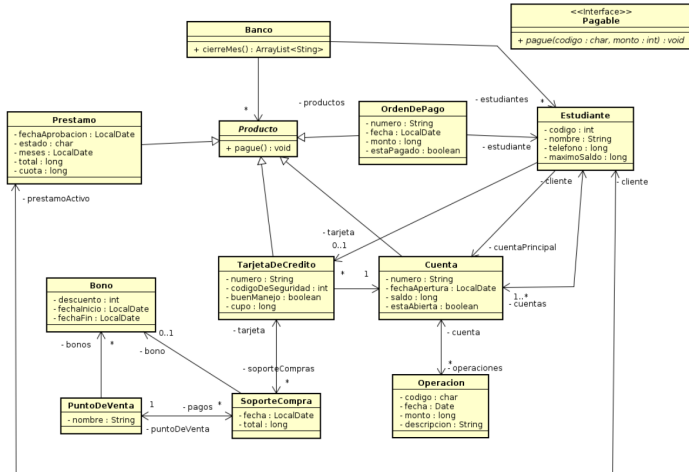 Banco
+ cierreMes() : ArrayList<Sting>
<<Interface>>
Pagable
+ pague(codigo : char, monto : int) : void
*
- productos
- estudiantes
*
Prestamo
- fechaAprobacion : LocalDate
- estado : char
- meses : LocalDate
- total : long
- cuota : long
Producto
+ pague() : void
OrdenDePago
- numero : String
- fecha : LocalDate
- monto : long
- estaPagado : boolean
- estudiante
Estudiante
- codigo : int
- nombre : String
- telefono : long
- maximoSaldo : long
- cliente
- cliente
- prestamoActivo
- tarjeta
0..1
- cuentaPrincipal
TarjetaDeCredito
- numero : String
- codigoDeSeguridad : int
- buenManejo : boolean
- cupo : long
*
1
Cuenta
- numero : String
- fechaApertura : LocalDate
- saldo : long
- estaAbierta : boolean
1..*
- cuentas
Bono
- descuento : int
- fechaInicio : LocalDate
- fechaFin : LocalDate
0..1
- bonos
*
- bono
- tarjeta
- soporteCompras
*
- cuenta
*
- operaciones
PuntoDeVenta
- nombre : String
1
- pagos
*
- puntoDeVenta
SoporteCompra
- fecha : LocalDate
- total : long
Operacion
- codigo : char
- fecha : Date
- monto : long
- descripcion : String